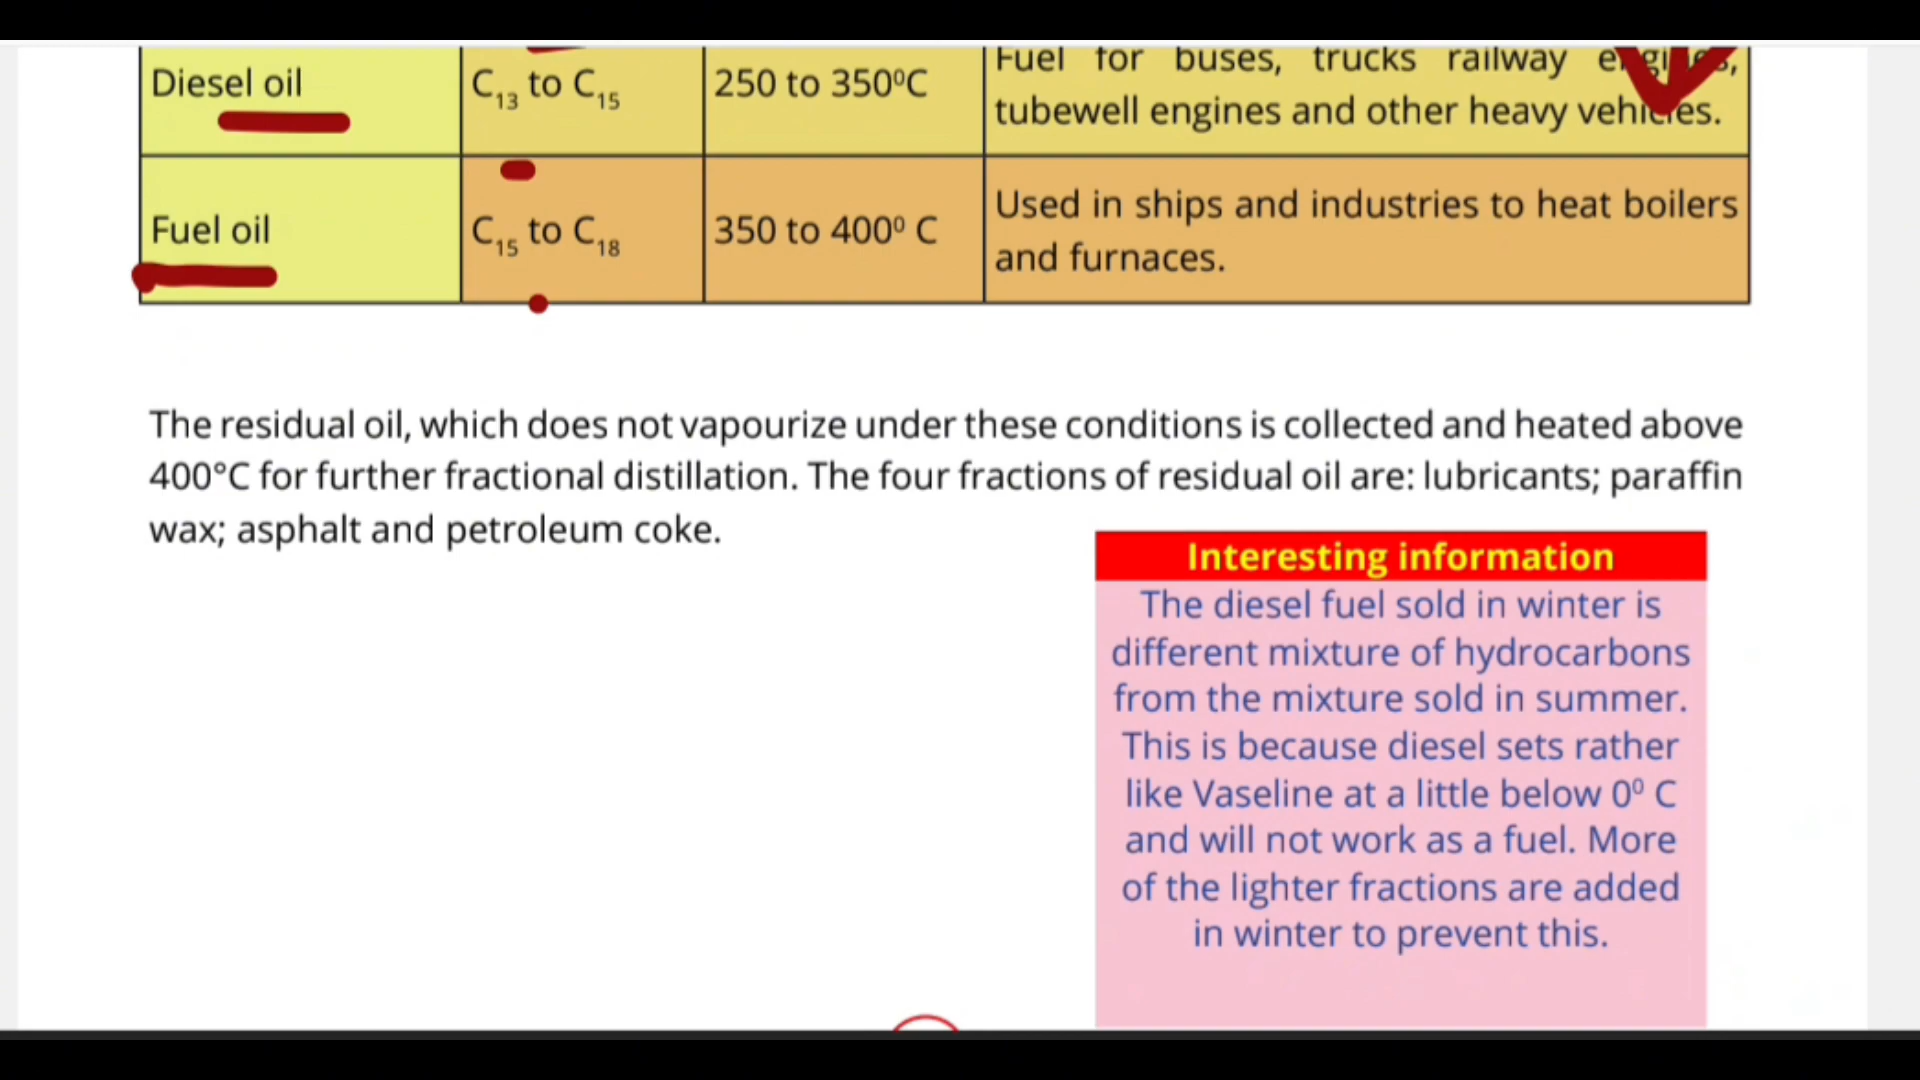 Diesel oil
C13 to C15
250 to 350⁰C
Fuel for buses, trucks railway engines,
tubewell engines and other heavy vehicles.
Fuel oil
C15 to C18
350 to 400⁰ C
Used in ships and industries to heat boilers
and furnaces.
The residual oil, which does not vapourize under these conditions is collected and heated above
400°C for further fractional distillation. The four fractions of residual oil are: lubricants; paraffin
wax; asphalt and petroleum coke.
Interesting information
The diesel fuel sold in winter is
different mixture of hydrocarbons
from the mixture sold in summer.
This is because diesel sets rather
like Vaseline at a little below 0⁰ C
and will not work as a fuel. More
of the lighter fractions are added
in winter to prevent this.